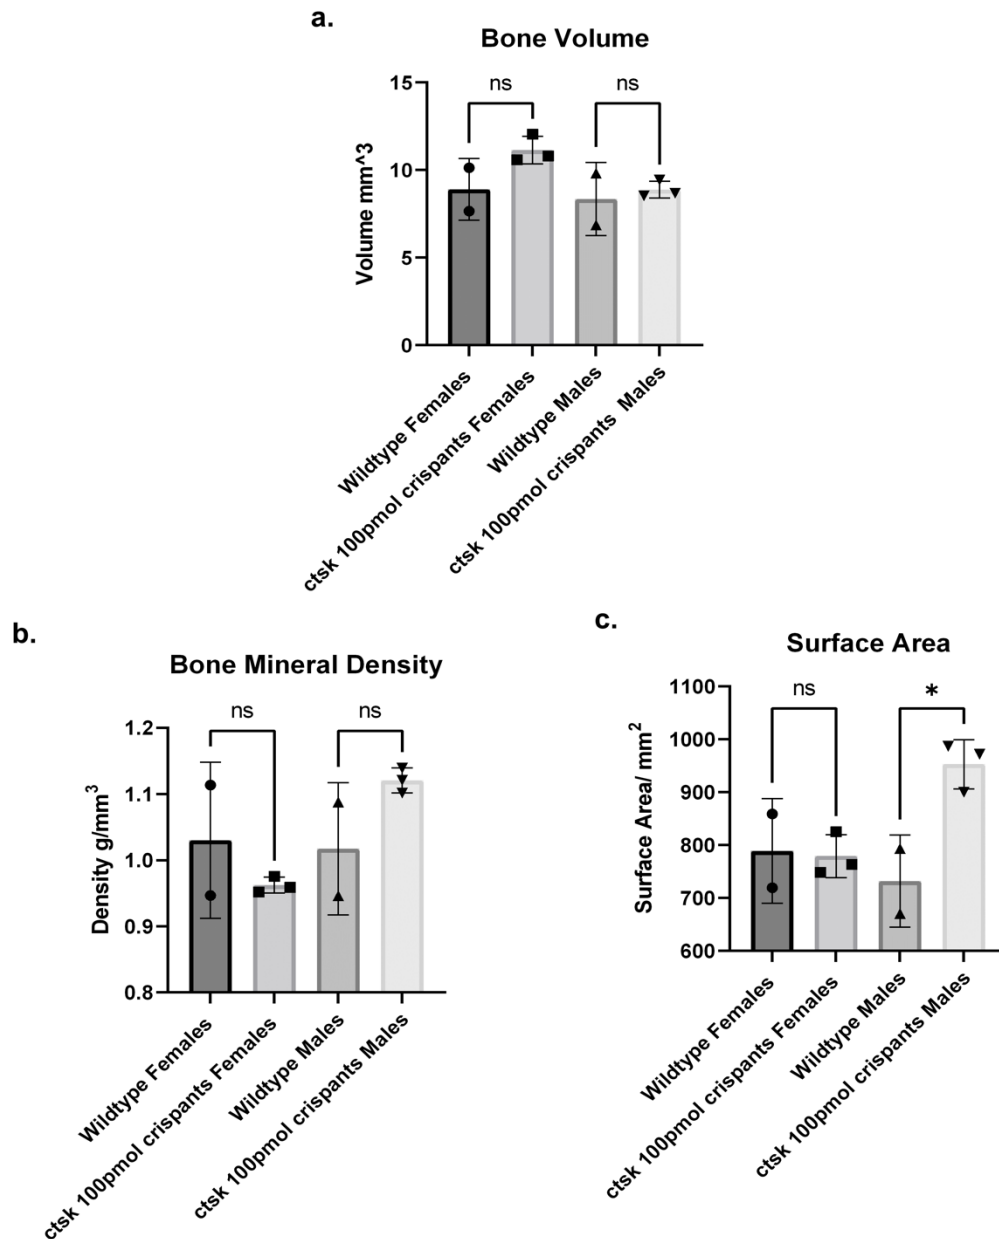 a.
Bone Volume
ns
ns
15
10
5
0
Volume mm^3
Wildtype Females
ctsk 100pmol crispants Females
Wildtype Males
ctsk 100pmol crispants  Males
b.
Bone Mineral Density
ns
ns
1.2
1.1
1.0
0.9
0.8
Density g/mm³
Wildtype Females
ctsk 100pmol crispants Females
Wildtype Males
ctsk 100pmol crispants Males
c.
Surface Area
ns
*
1100
1000
900
800
700
600
Surface Area/ mm²
Wildtype Females
ctsk 100pmol crispants Females
Wildtype Males
ctsk 100pmol crispants Males